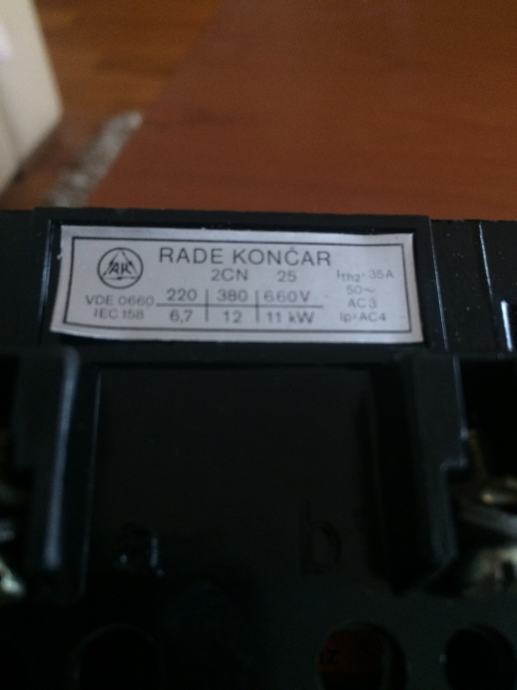 RADE KONČAR
2CN 25
Ith2-35A
50~
AC3
Ip-AC4
VDE 0660
IEC 158
220 380 660V
6,7 12 11 kW
b